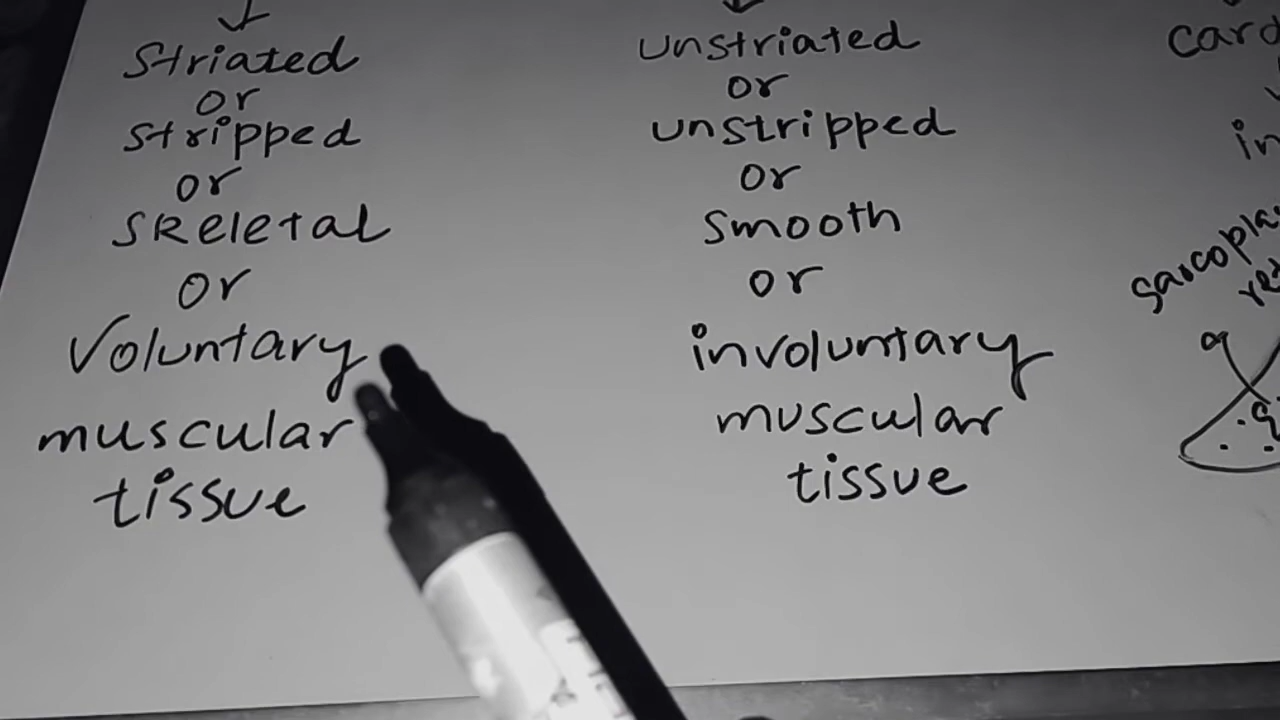 Striated
or
Stripped
or
Skeletal
or
Voluntary
muscular
tissue
unstriated
or
unstripped
or
Smooth
or
involuntary
muscular
tissue